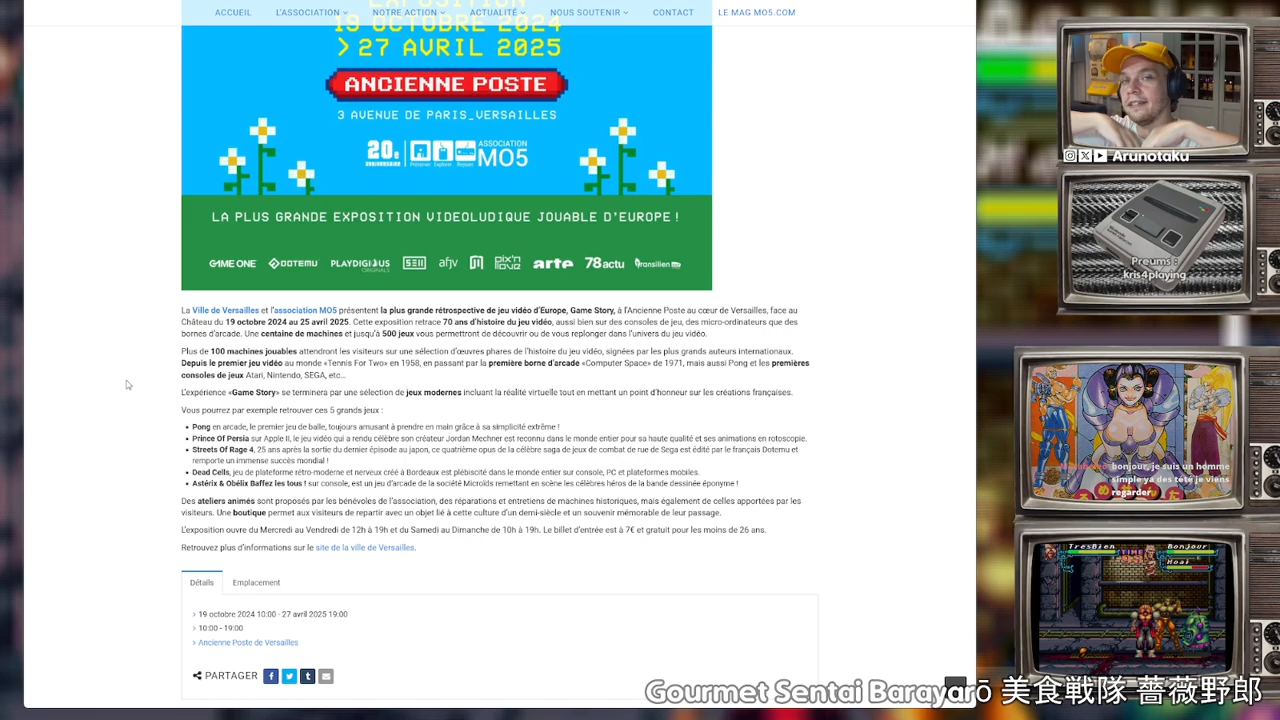 ACCUEIL L'ASSOCIATION NOTRE ACTION ACTUALITÉ NOUS SOUTENIR CONTACT LE MAG MO5.COM
EXPOSITION
19 OCTOBRE 2024
> 27 AVRIL 2025
ANCIENNE POSTE
3 AVENUE DE PARIS_VERSAILLES
20e ANNIVERSAIRE Préserver Explorer Rejouer ASSOCIATION MO5
LA PLUS GRANDE EXPOSITION VIDEOLUDIQUE JOUABLE D'EUROPE !
GAME ONE DOTEMU PLAYDIGIOUS ORIGINALS SELL afjv pix'n love arte 78actu transilien
La Ville de Versailles et l'association MO5 présentent la plus grande rétrospective de jeu vidéo d'Europe, Game Story, à l'Ancienne Poste au cœur de Versailles, face au
Château du 19 octobre 2024 au 25 avril 2025. Cette exposition retrace 70 ans d'histoire du jeu vidéo, aussi bien sur des consoles de jeu, des micro-ordinateurs que des
bornes d'arcade. Une centaine de machines et jusqu'à 500 jeux vous permettront de découvrir ou de vous replonger dans l'univers du jeu vidéo.
Plus de 100 machines jouables attendront les visiteurs sur une sélection d'œuvres phares de l'histoire du jeu vidéo, signées par les plus grands auteurs internationaux.
Depuis le premier jeu vidéo au monde «Tennis For Two» en 1958, en passant par la première borne d'arcade «Computer Space» de 1971, mais aussi Pong et les premières
consoles de jeux Atari, Nintendo, SEGA, etc…
L'expérience «Game Story» se terminera par une sélection de jeux modernes incluant la réalité virtuelle tout en mettant un point d'honneur sur les créations françaises.
Vous pourrez par exemple retrouver ces 5 grands jeux :
Pong en arcade, le premier jeu de balle, toujours amusant à prendre en main grâce à sa simplicité extrême !
Prince Of Persia sur Apple II, le jeu vidéo qui a rendu célèbre son créateur Jordan Mechner est reconnu dans le monde entier pour sa haute qualité et ses animations en rotoscopie.
Streets Of Rage 4, 25 ans après la sortie du dernier épisode au japon, ce quatrième opus de la célèbre saga de jeux de combat de rue de Sega est édité par le français Dotemu et
remporte un immense succès mondial !
Dead Cells, jeu de plateforme rétro-moderne et nerveux créé à Bordeaux est plébiscité dans le monde entier sur console, PC et plateformes mobiles.
Astérix & Obélix Baffez les tous ! sur console, est un jeu d'arcade de la société Microïds remettant en scène les célèbres héros de la bande dessinée éponyme !
Des ateliers animés sont proposés par les bénévoles de l'association, des réparations et entretiens de machines historiques, mais également de celles apportées par les
visiteurs. Une boutique permet aux visiteurs de repartir avec un objet lié à cette culture d'un demi-siècle et un souvenir mémorable de leur passage.
L'exposition ouvre du Mercredi au Vendredi de 12h à 19h et du Samedi au Dimanche de 10h à 19h. Le billet d'entrée est à 7€ et gratuit pour les moins de 26 ans.
Retrouvez plus d'informations sur le site de la ville de Versailles.
Détails Emplacement
19 octobre 2024 10:00 - 27 avril 2025 19:00
10:00 - 19:00
Ancienne Poste de Versailles
PARTAGER
Arunotaku
Preums :
kris4playing
bonjour, je suis un homme
simple ya des tété je viens
regarder
TresBien TIME Bonjour
Hoai
Gourmet Sentai Barayarō 美食戦隊 薔薇野郎